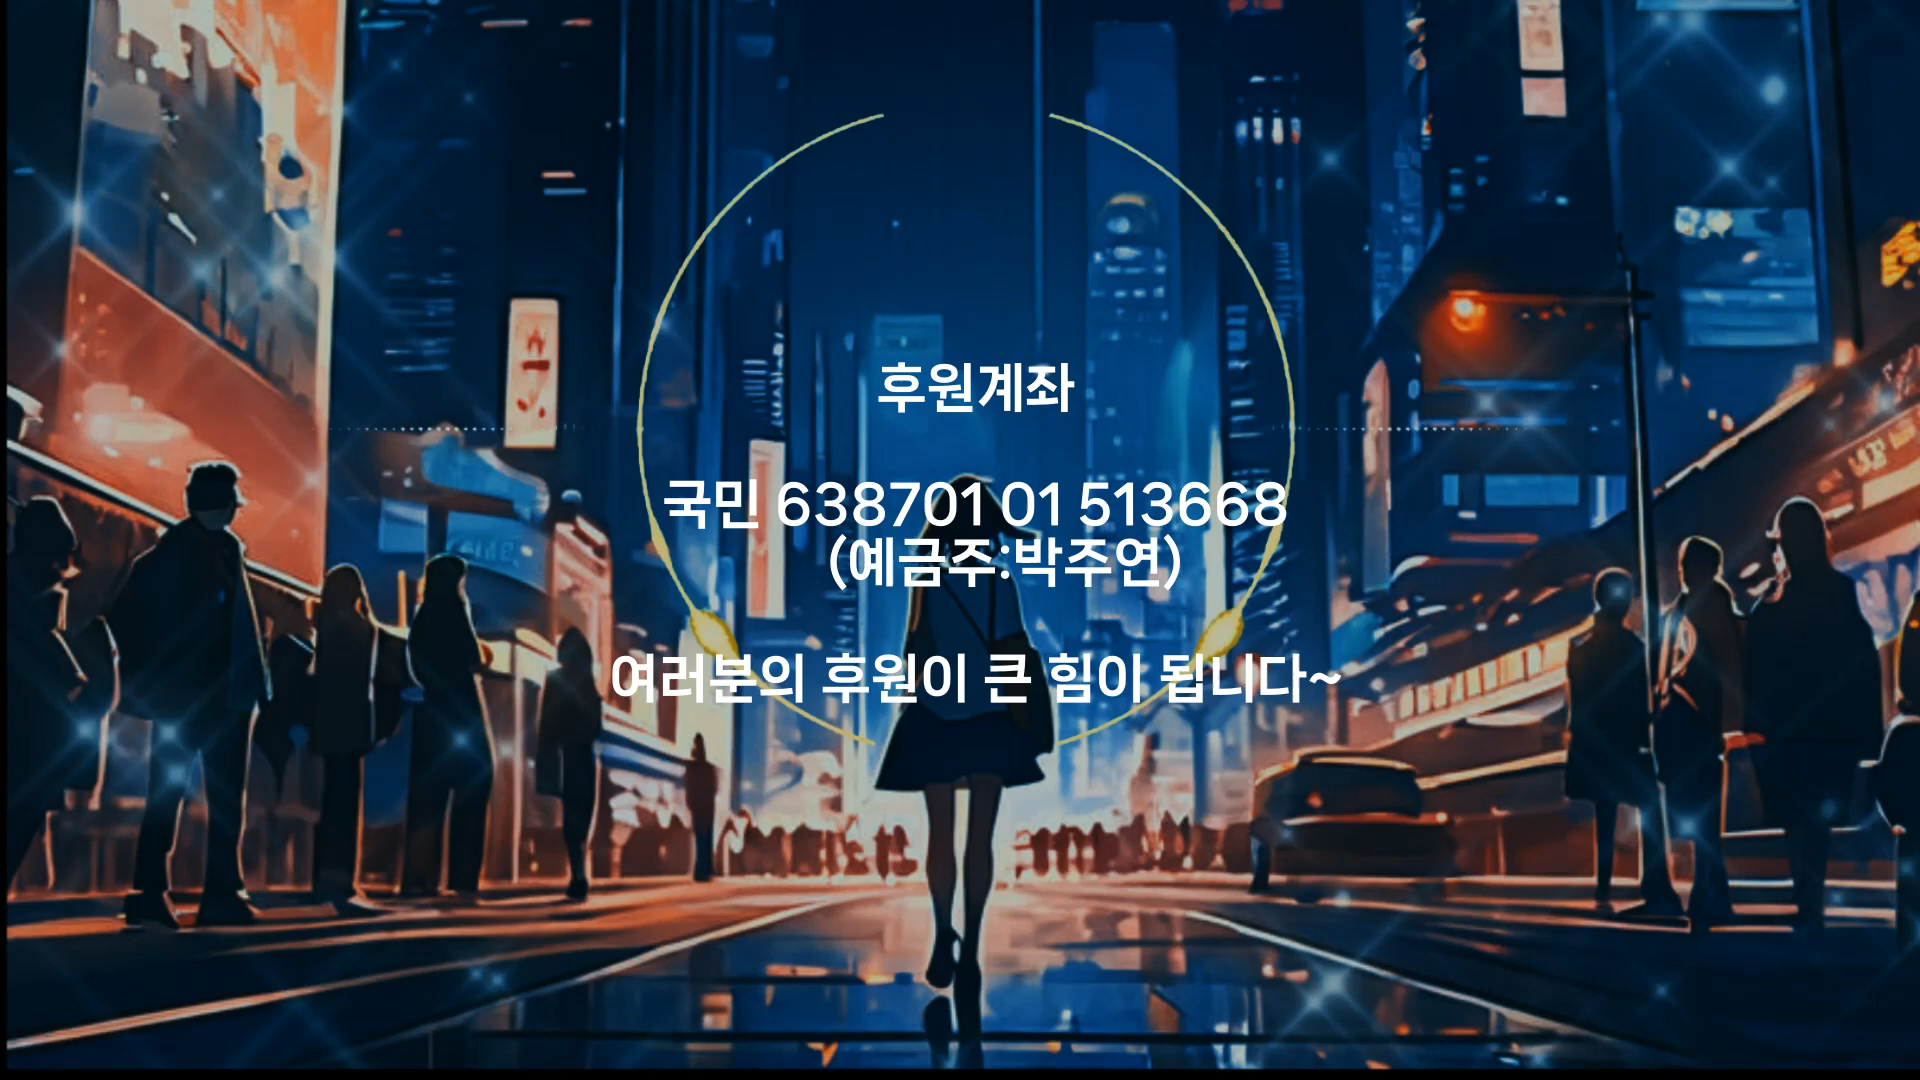 후원계좌
국민 638701 01 513668
(예금주:박주연)
여러분의 후원이 큰 힘이 됩니다~